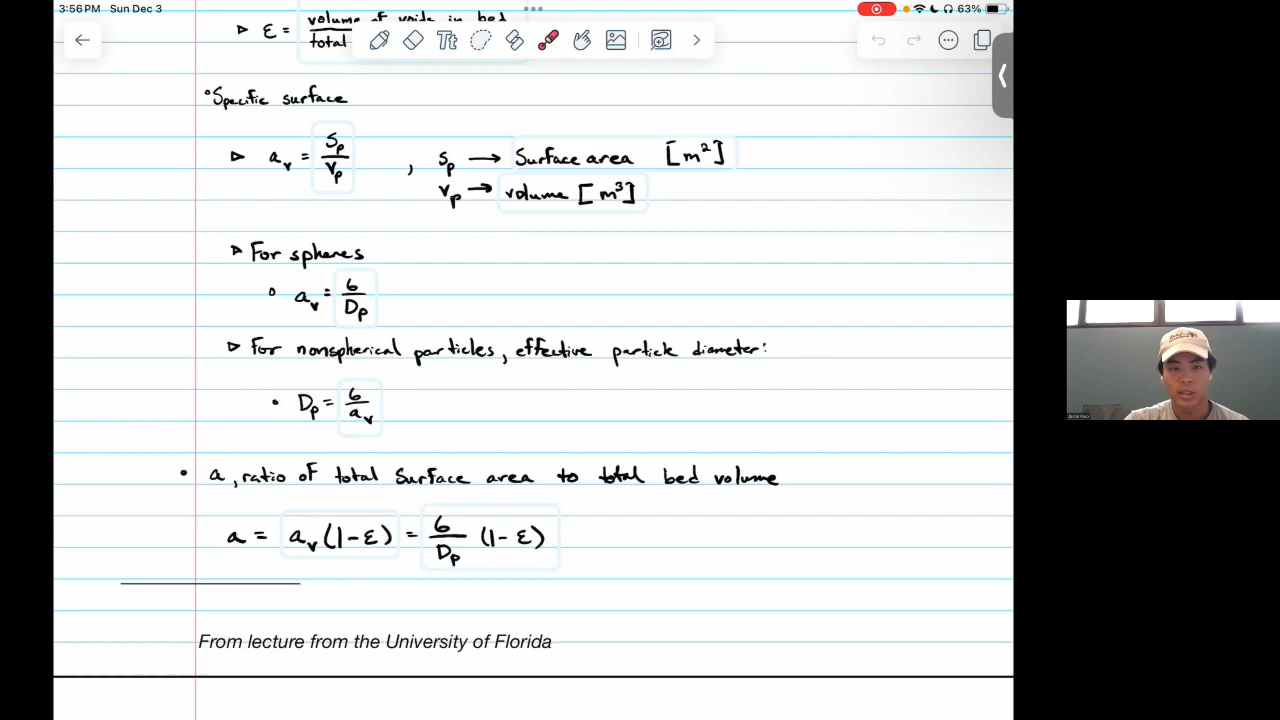 3:56 PM Sun Dec 3
63%
▷ ε = volume of voids in bed
total
Tt
°Specific surface
▷ a_v = S_p / V_p , S_p → Surface area [m²]
V_p → volume [m³]
▷ For spheres
° a_v = 6 / D_p
▷ For nonspherical particles, effective particle diameter:
• D_p = 6 / a_v
• a, ratio of total surface area to total bed volume
a = a_v (1-ε) = 6 / D_p (1-ε)
From lecture from the University of Florida